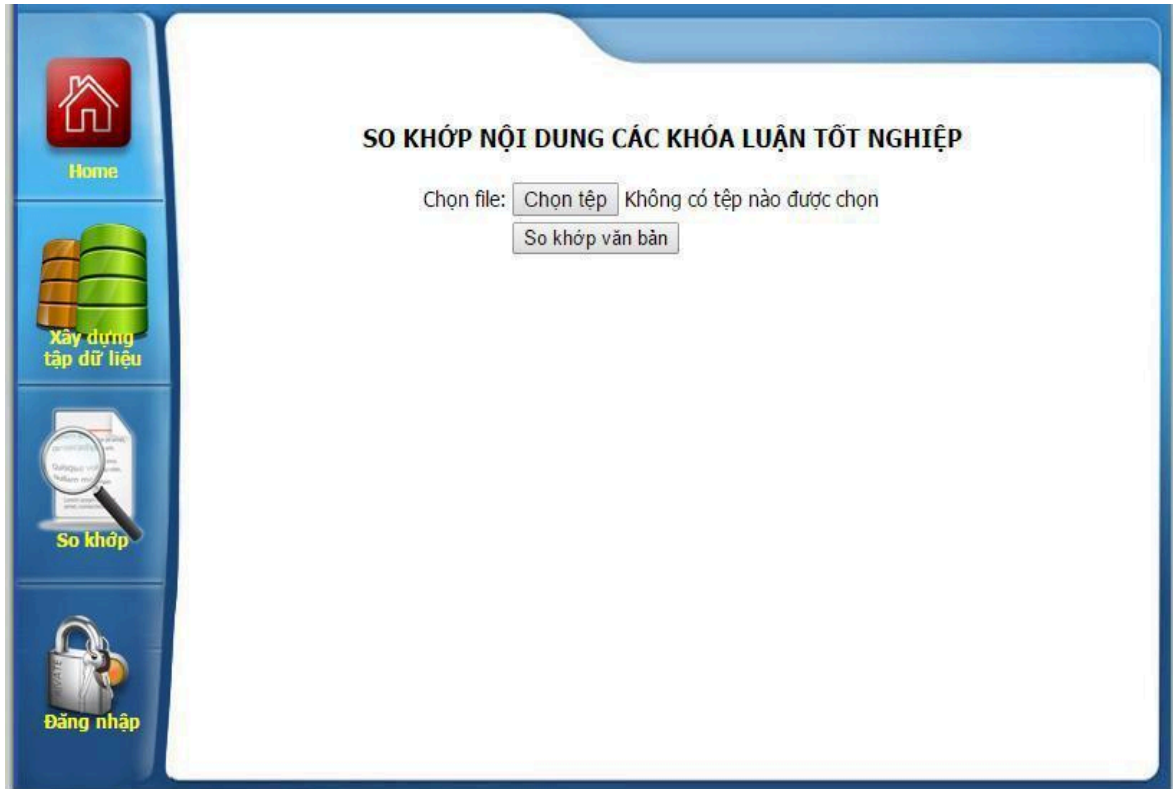 Home
Xây dựng
tập dữ liệu
So khớp
PRIVATE
Đăng nhập
SO KHỚP NỘI DUNG CÁC KHÓA LUẬN TỐT NGHIỆP
Chọn file: Chọn tệp Không có tệp nào được chọn
So khớp văn bản